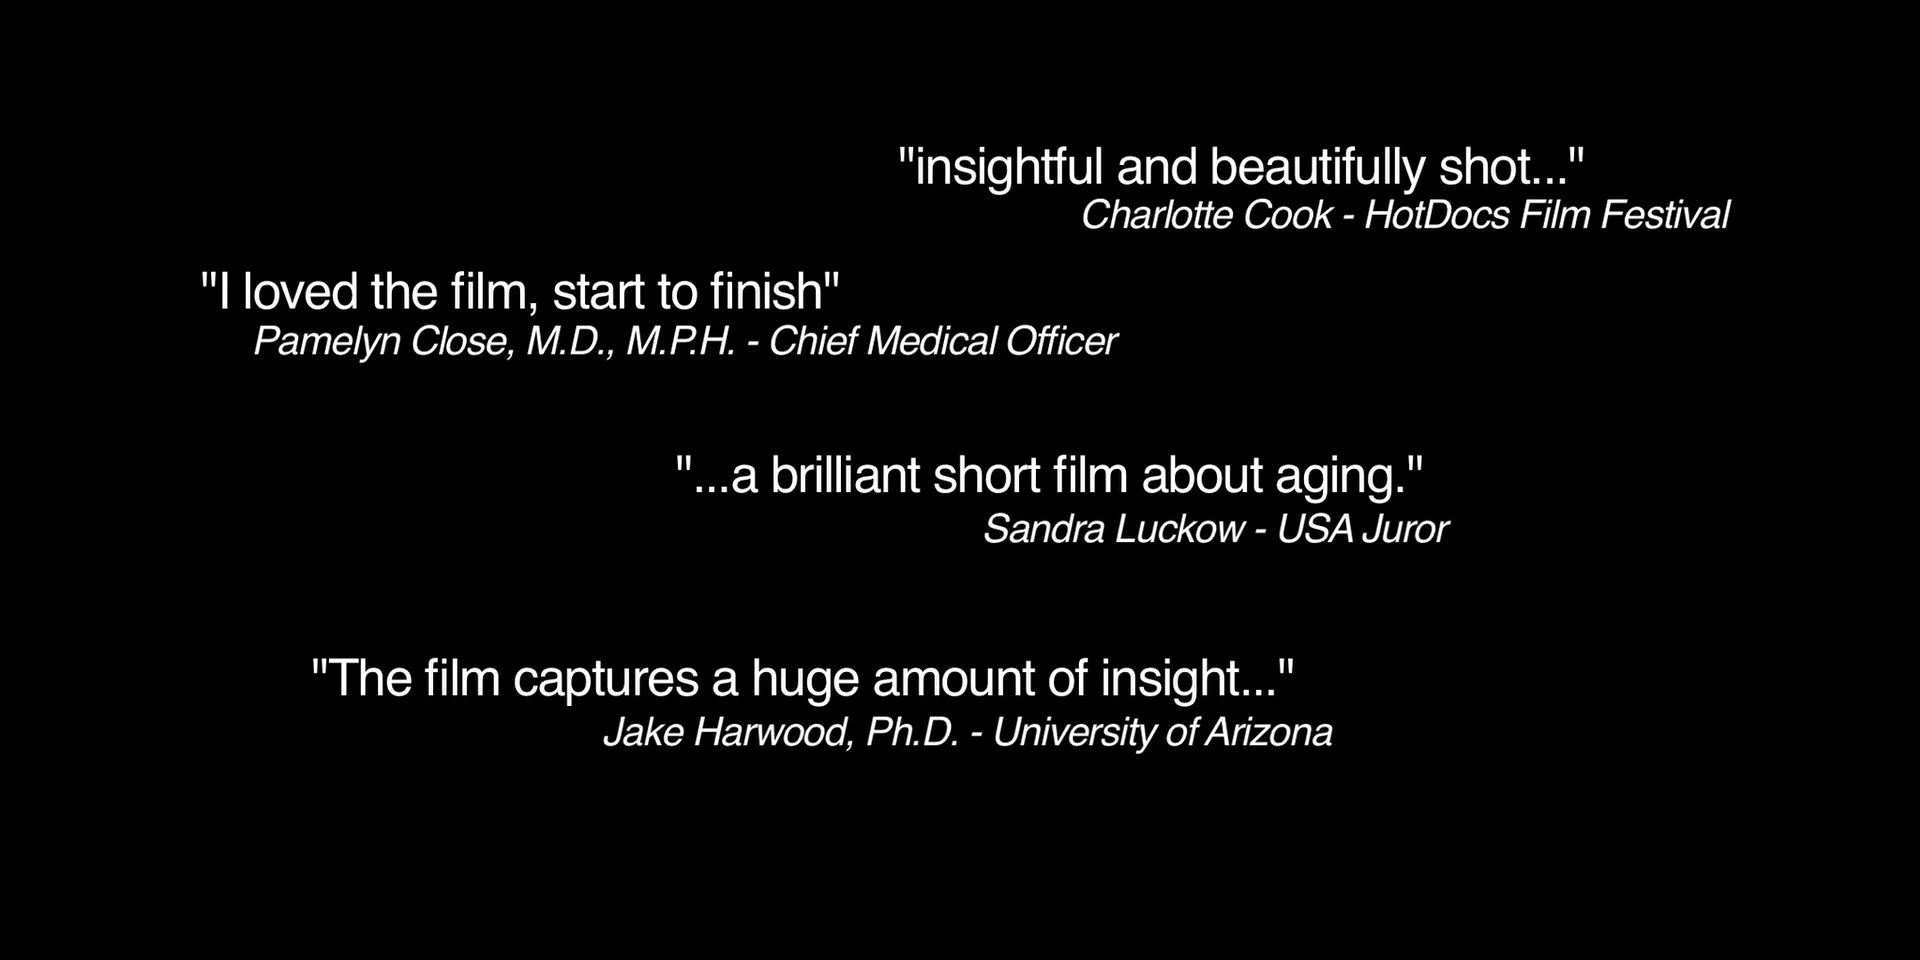 "insightful and beautifully shot..."
Charlotte Cook - HotDocs Film Festival
"I loved the film, start to finish"
Pamelyn Close, M.D., M.P.H. - Chief Medical Officer
"...a brilliant short film about aging."
Sandra Luckow - USA Juror
"The film captures a huge amount of insight..."
Jake Harwood, Ph.D. - University of Arizona